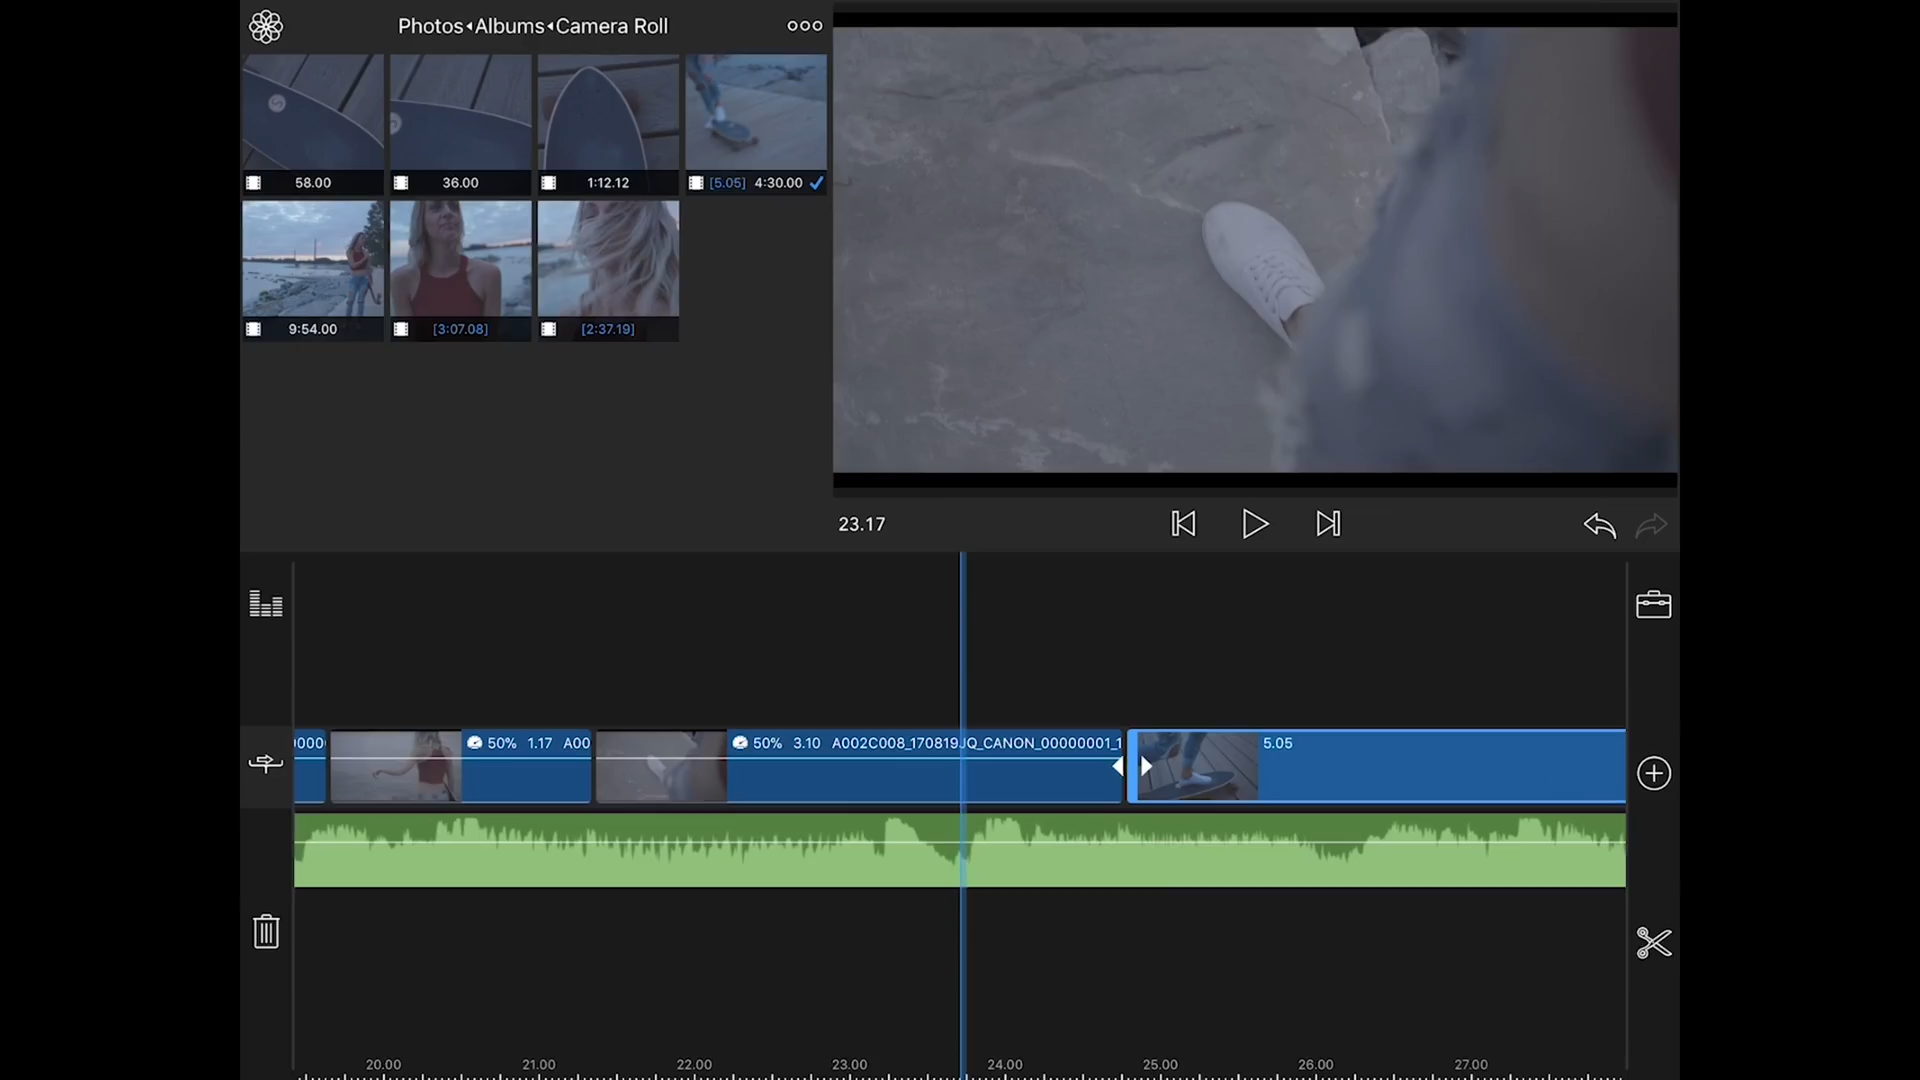 Photos◂Albums◂Camera Roll
58.00
36.00
1:12.12
[5.05] 4:30.00
9:54.00
[3:07.08]
[2:37.19]
23.17
50% 1.17 A00
50% 3.10 A002C008_170819JQ_CANON_00000001_1
5.05
20.00 21.00 22.00 23.00 24.00 25.00 26.00 27.00